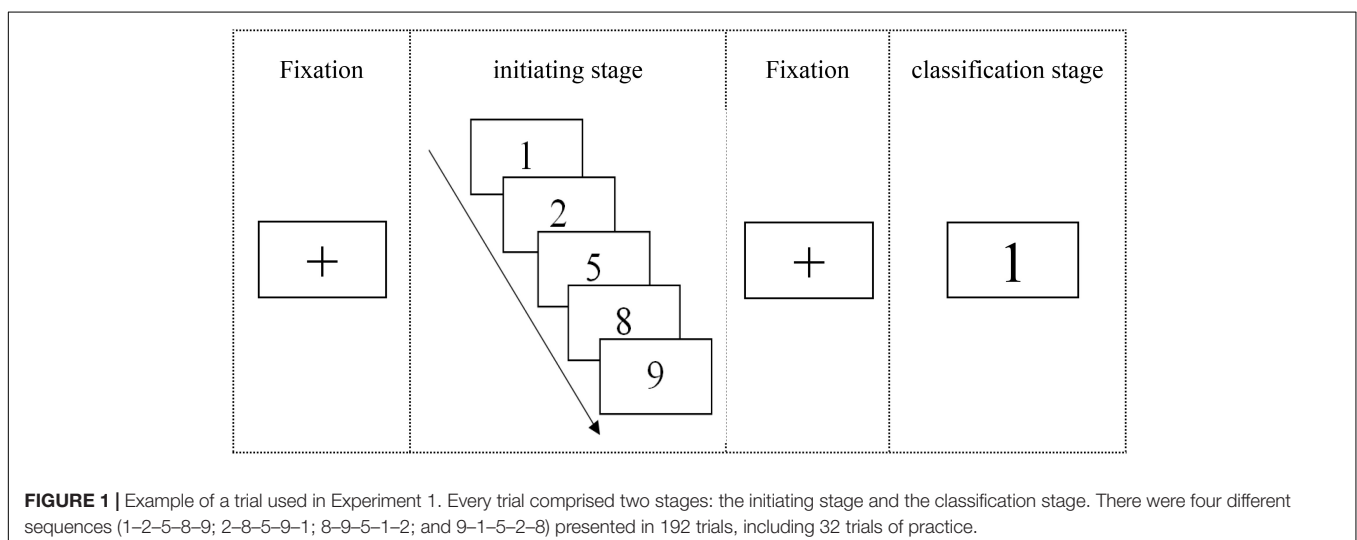 Fixation
initiating stage
Fixation
classification stage
+
1
2
5
8
9
+
1
FIGURE 1 | Example of a trial used in Experiment 1. Every trial comprised two stages: the initiating stage and the classification stage. There were four different
sequences (1–2–5–8–9; 2–8–5–9–1; 8–9–5–1–2; and 9–1–5–2–8) presented in 192 trials, including 32 trials of practice.